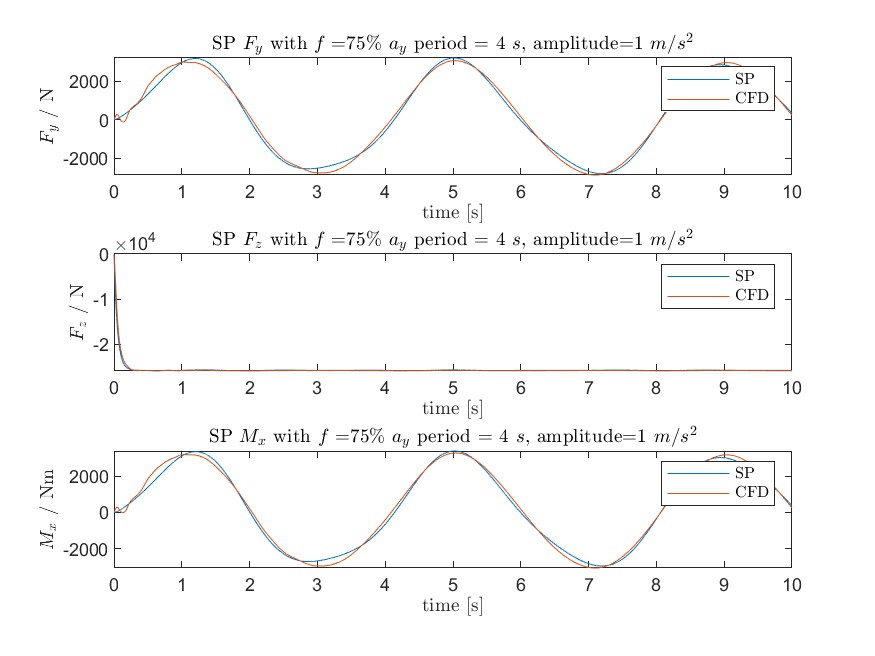 SP F_y with f =75% a_y period = 4 s, amplitude=1 m/s^2
2000
0
-2000
F_y / N
SP
CFD
0 1 2 3 4 5 6 7 8 9 10
time [s]
SP F_z with f =75% a_y period = 4 s, amplitude=1 m/s^2
×10^4
0
-1
-2
F_z / N
SP
CFD
0 1 2 3 4 5 6 7 8 9 10
time [s]
SP M_x with f =75% a_y period = 4 s, amplitude=1 m/s^2
2000
0
-2000
M_x / Nm
SP
CFD
0 1 2 3 4 5 6 7 8 9 10
time [s]